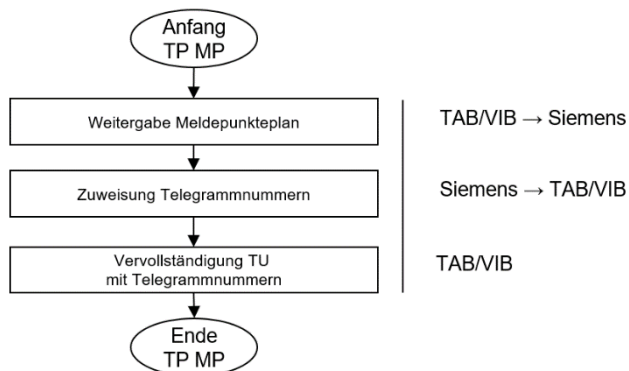 Anfang
TP MP
Weitergabe Meldepunkteplan
TAB/VIB → Siemens
Zuweisung Telegrammnummern
Siemens → TAB/VIB
Vervollständigung TU
mit Telegrammnummern
TAB/VIB
Ende
TP MP